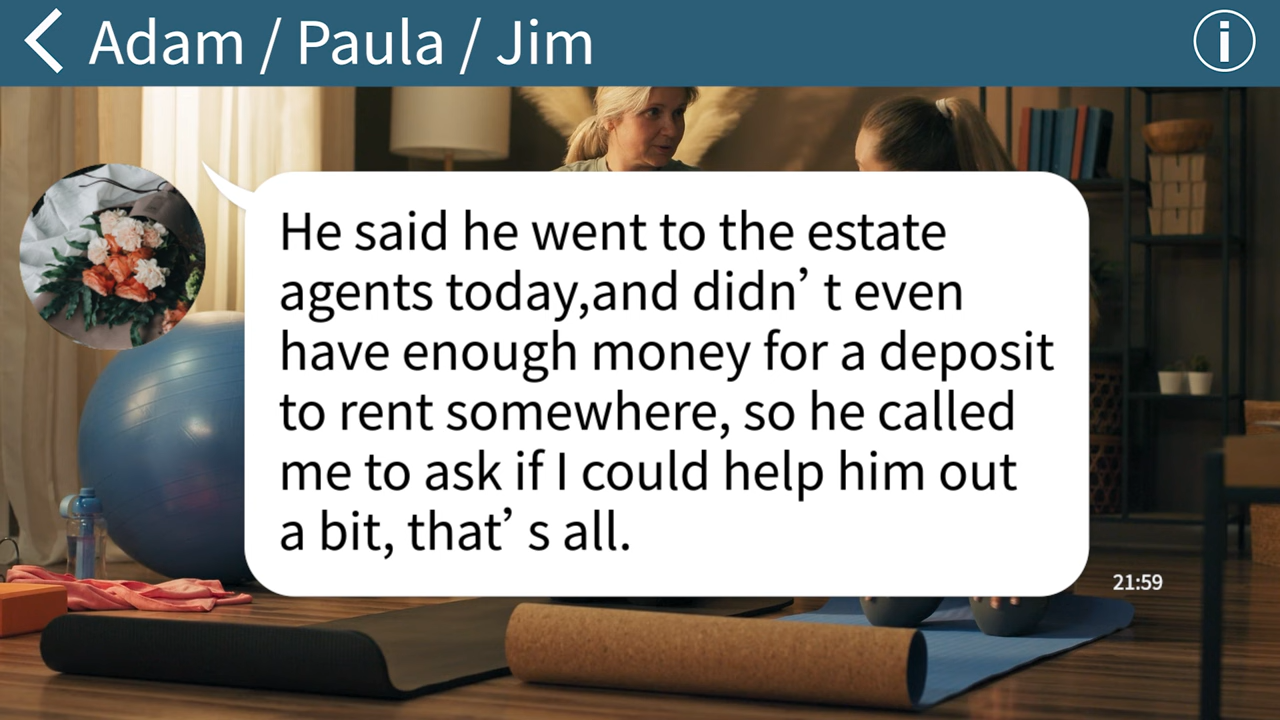 Adam / Paula / Jim
He said he went to the estate
agents today,and didn’t even
have enough money for a deposit
to rent somewhere, so he called
me to ask if I could help him out
a bit, that’s all.
21:59